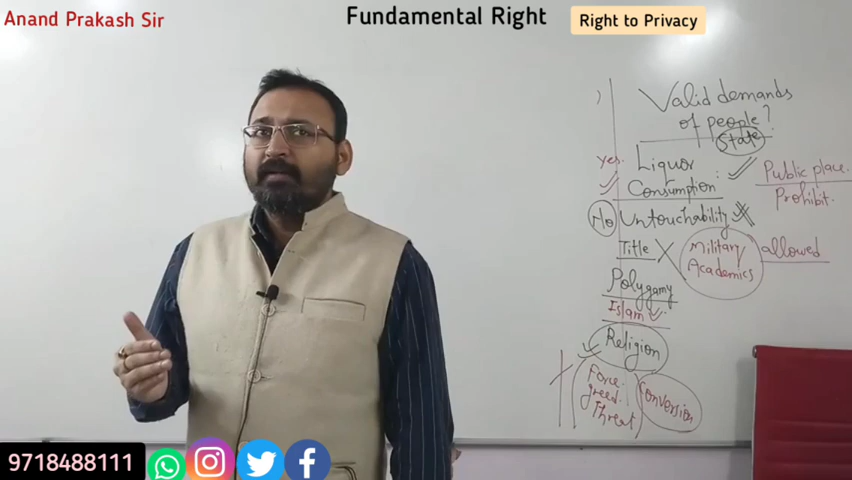 Anand Prakash Sir
Fundamental Right
Right to Privacy
Valid demands
of people?
State
yes.
Liquor
Consumption
Public place.
Prohibit.
No
Untouchability
Title
Military
Academics
allowed
Polygamy
Islam
Religion
Force.
greed.
Threat
Conversion
9718488111